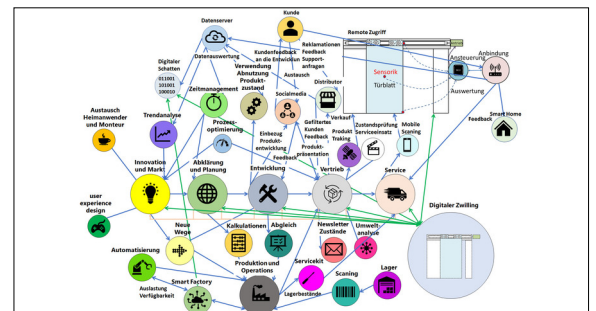 Kunde
Datenserver
Remote Zugriff
Kundenfeedback
an die Entwicklun
Reklamationen
Feedback
Support-
anfragen
Datenauswertung
Ansteuerung
Anbindung
Digitaler
Schatten
011001
101001
100010
Verwendung
Abnutzung
Produkt-
zustand
Austausch
Sensorik
Türblatt
Auswertung
Zeitmanagement
Socialmedia
Distributor
Austausch
Heimanwender
und Monteur
Trendanalyse
Prozess-
optimierung
Verkauf
Gefiltertes
Kunden
Feedback
Zustandsprüfung
Serviceeinsatz
Produkt
Treking
Mobile
Scaning
Feedback
Smart Home
Einbezug
Produkt-
entwicklung
Produkt-
präsentation
Feedback
Innovation
und Markt
Abklärung
und Planung
Entwicklung
Vertrieb
Service
Digitaler Zwilling
user
experience
design
Neue
Wege
Kalkulationen
Abgleich
Newsletter
Zustände
Umwelt
analyse
Automatisierung
Produktion und
Operations
Servicekit
Scaning
Lager
Auslastung
Verfügbarkeit
Smart Factory
Lagerbestände